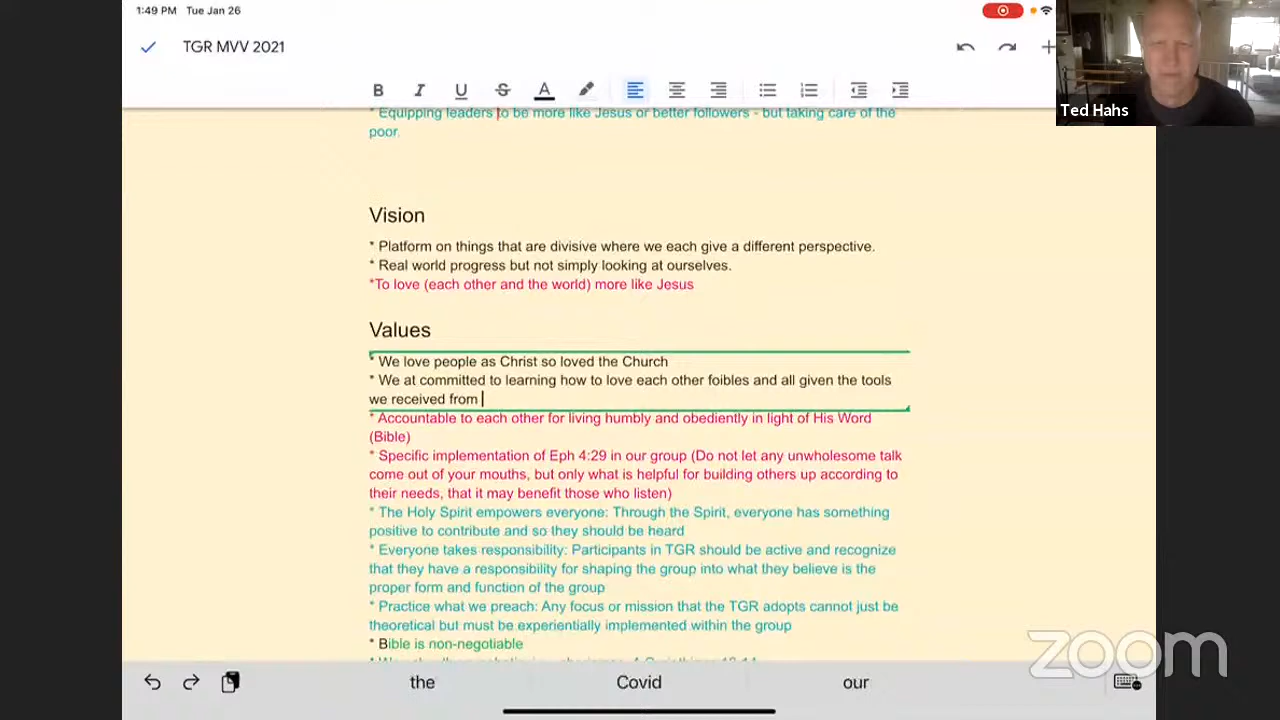 1:49 PM Tue Jan 26
TGR MVV 2021
B I U S A
* Equipping leaders to be more like Jesus or better followers - but taking care of the
poor.
Ted Hahs
Vision
* Platform on things that are divisive where we each give a different perspective.
* Real world progress but not simply looking at ourselves.
*To love (each other and the world) more like Jesus
Values
* We love people as Christ so loved the Church
* We at committed to learning how to love each other foibles and all given the tools
we received from
* Accountable to each other for living humbly and obediently in light of His Word
(Bible)
* Specific implementation of Eph 4:29 in our group (Do not let any unwholesome talk
come out of your mouths, but only what is helpful for building others up according to
their needs, that it may benefit those who listen)
* The Holy Spirit empowers everyone: Through the Spirit, everyone has something
positive to contribute and so they should be heard
* Everyone takes responsibility: Participants in TGR should be active and recognize
that they have a responsibility for shaping the group into what they believe is the
proper form and function of the group
* Practice what we preach: Any focus or mission that the TGR adopts cannot just be
theoretical but must be experientially implemented within the group
* Bible is non-negotiable
zoom
the Covid our